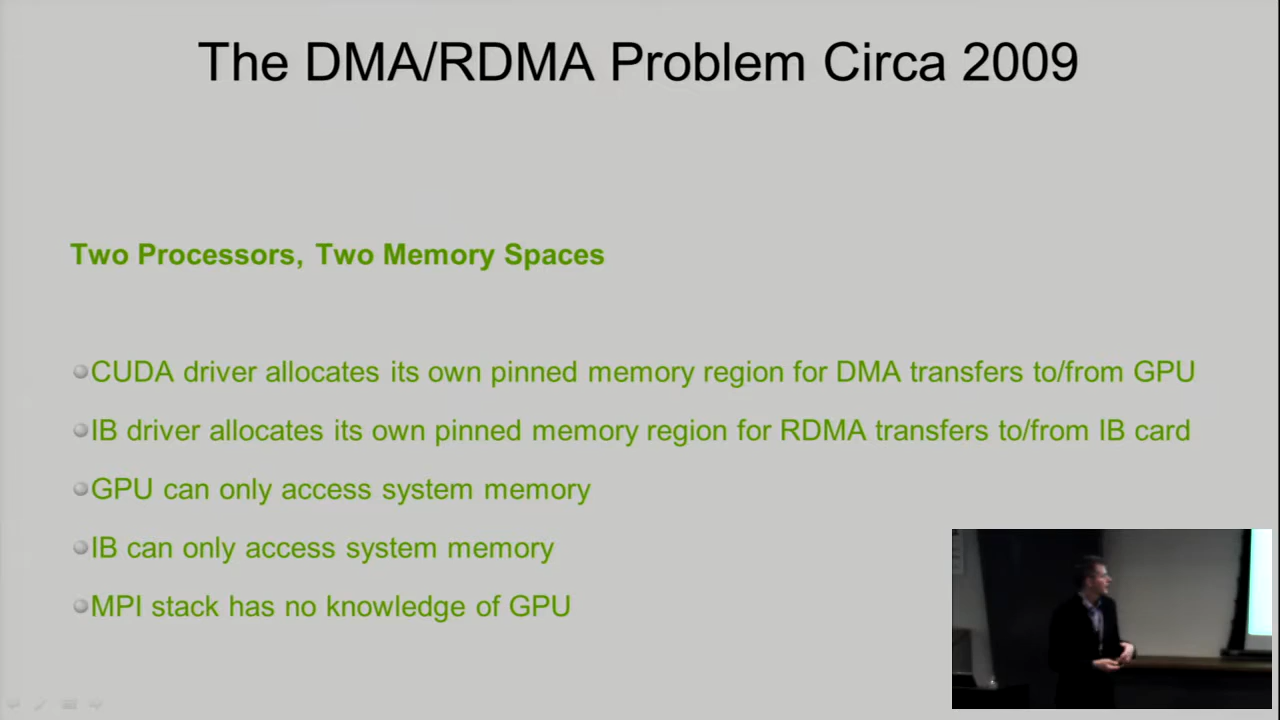 The DMA/RDMA Problem Circa 2009
Two Processors, Two Memory Spaces
CUDA driver allocates its own pinned memory region for DMA transfers to/from GPU
IB driver allocates its own pinned memory region for RDMA transfers to/from IB card
GPU can only access system memory
IB can only access system memory
MPI stack has no knowledge of GPU